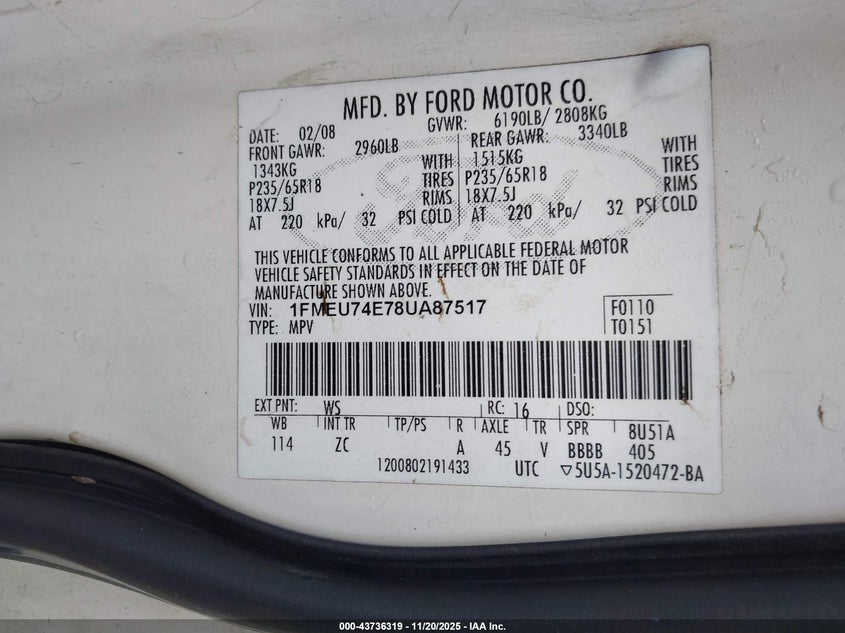 MFD. BY FORD MOTOR CO.
DATE: 02/08 GVWR: 6190LB/ 2808KG
FRONT GAWR: 2960LB REAR GAWR: 3340LB
1343KG WITH 1515KG WITH
P235/65R18 TIRES P235/65R18 TIRES
18X7.5J RIMS 18X7.5J RIMS
AT 220 kPa/ 32 PSI COLD AT 220 kPa/ 32 PSI COLD
Ford
THIS VEHICLE CONFORMS TO ALL APPLICABLE FEDERAL MOTOR
VEHICLE SAFETY STANDARDS IN EFFECT ON THE DATE OF
MANUFACTURE SHOWN ABOVE.
VIN: 1FMEU74E78UA87517 F0110
TYPE: MPV T0151
EXT PNT: WS RC: 16 DSO:
WB INT TR TP/PS R AXLE TR SPR 8U51A
114 ZC A 45 V BBBB 405
1200802191433 UTC ▽5U5A-1520472-BA
000-43736319 - 11/20/2025 - IAA Inc.